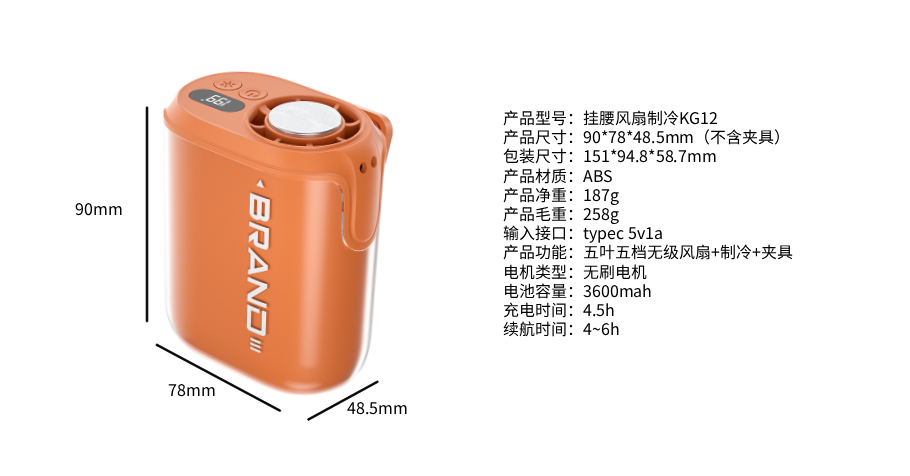 199
BRAND
90mm
78mm
48.5mm
产品型号：挂腰风扇制冷KG12
产品尺寸：90*78*48.5mm（不含夹具）
包装尺寸：151*94.8*58.7mm
产品材质：ABS
产品净重：187g
产品毛重：258g
输入接口：typec 5v1a
产品功能：五叶五档无级风扇+制冷+夹具
电机类型：无刷电机
电池容量：3600mah
充电时间：4.5h
续航时间：4~6h